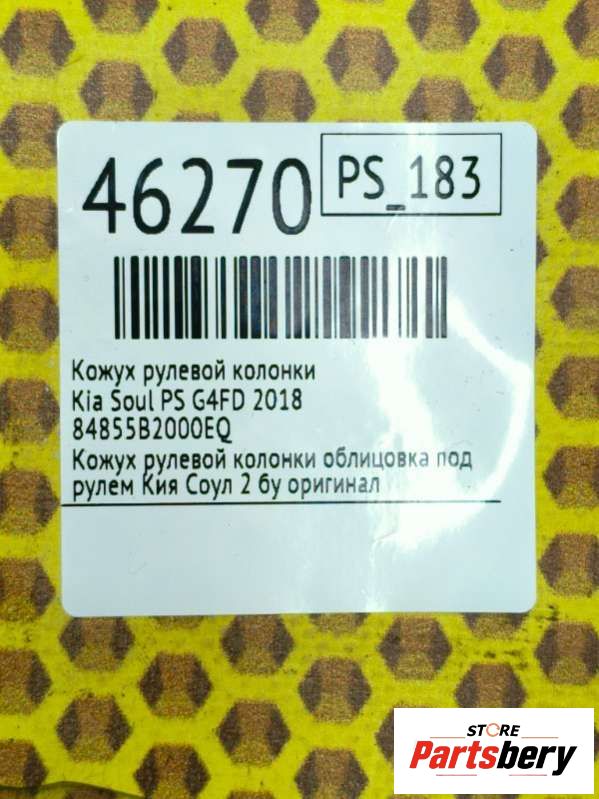 46270
PS_183
Кожух рулевой колонки
Kia Soul PS G4FD 2018
84855B2000EQ
Кожух рулевой колонки облицовка под
рулем Кия Соул 2 бу оригинал
STORE
Partsbery